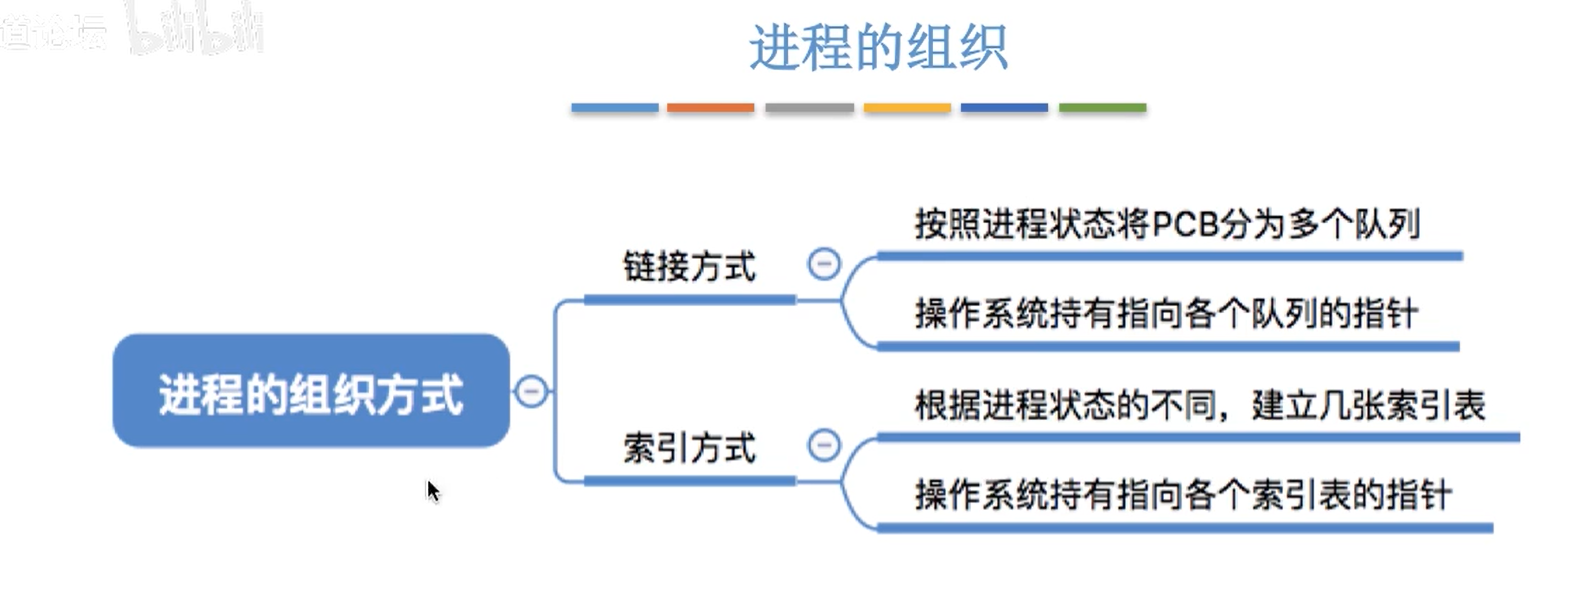 道论坛 bilibili
进程的组织
按照进程状态将PCB分为多个队列
链接方式
操作系统持有指向各个队列的指针
进程的组织方式
根据进程状态的不同，建立几张索引表
索引方式
操作系统持有指向各个索引表的指针